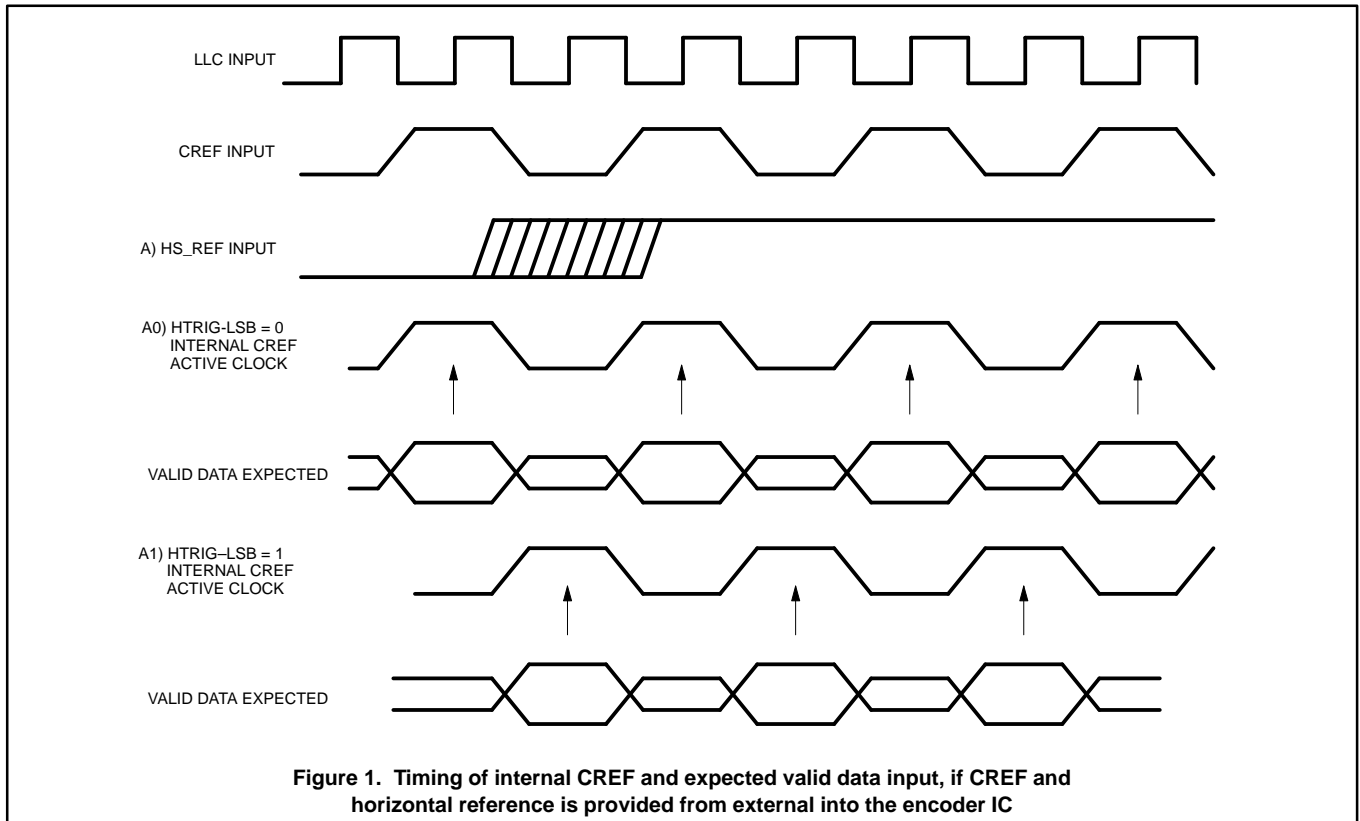 LLC INPUT
CREF INPUT
A) HS_REF INPUT
A0) HTRIG-LSB = 0
INTERNAL CREF
ACTIVE CLOCK
VALID DATA EXPECTED
A1) HTRIG–LSB = 1
INTERNAL CREF
ACTIVE CLOCK
VALID DATA EXPECTED
Figure 1. Timing of internal CREF and expected valid data input, if CREF and
horizontal reference is provided from external into the encoder IC